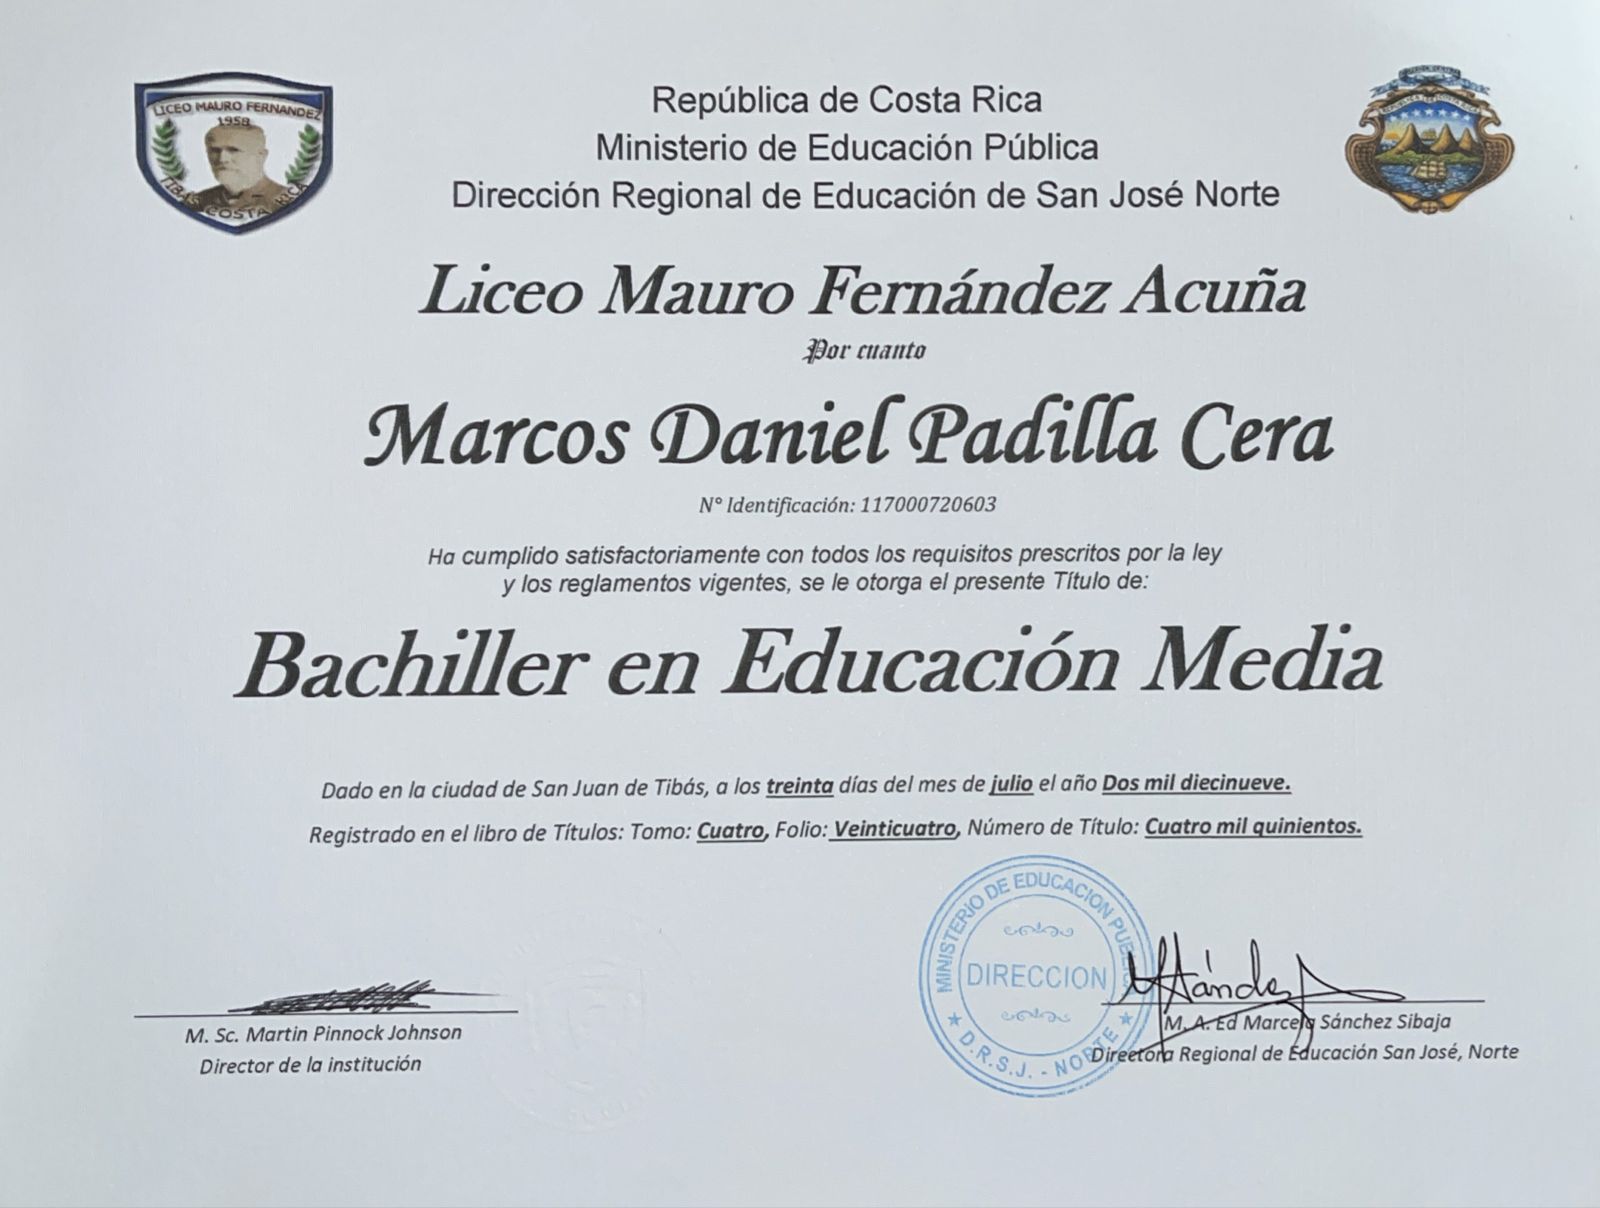 LICEO MAURO FERNANDEZ
1958
TIBAS COSTA RICA
República de Costa Rica
Ministerio de Educación Pública
Dirección Regional de Educación de San José Norte
Liceo Mauro Fernández Acuña
Por cuanto
Marcos Daniel Padilla Cera
N° Identificación: 117000720603
Ha cumplido satisfactoriamente con todos los requisitos prescritos por la ley
y los reglamentos vigentes, se le otorga el presente Título de:
Bachiller en Educación Media
Dado en la ciudad de San Juan de Tibás, a los treinta días del mes de julio el año Dos mil diecinueve.
Registrado en el libro de Títulos: Tomo: Cuatro, Folio: Veinticuatro, Número de Título: Cuatro mil quinientos.
MINISTERIO DE EDUCACION PUBLICA
DIRECCION
D.R.S.J. - NORTE
M. Sc. Martin Pinnock Johnson
Director de la institución
M. A. Ed Marcela Sánchez Sibaja
Directora Regional de Educación San José, Norte